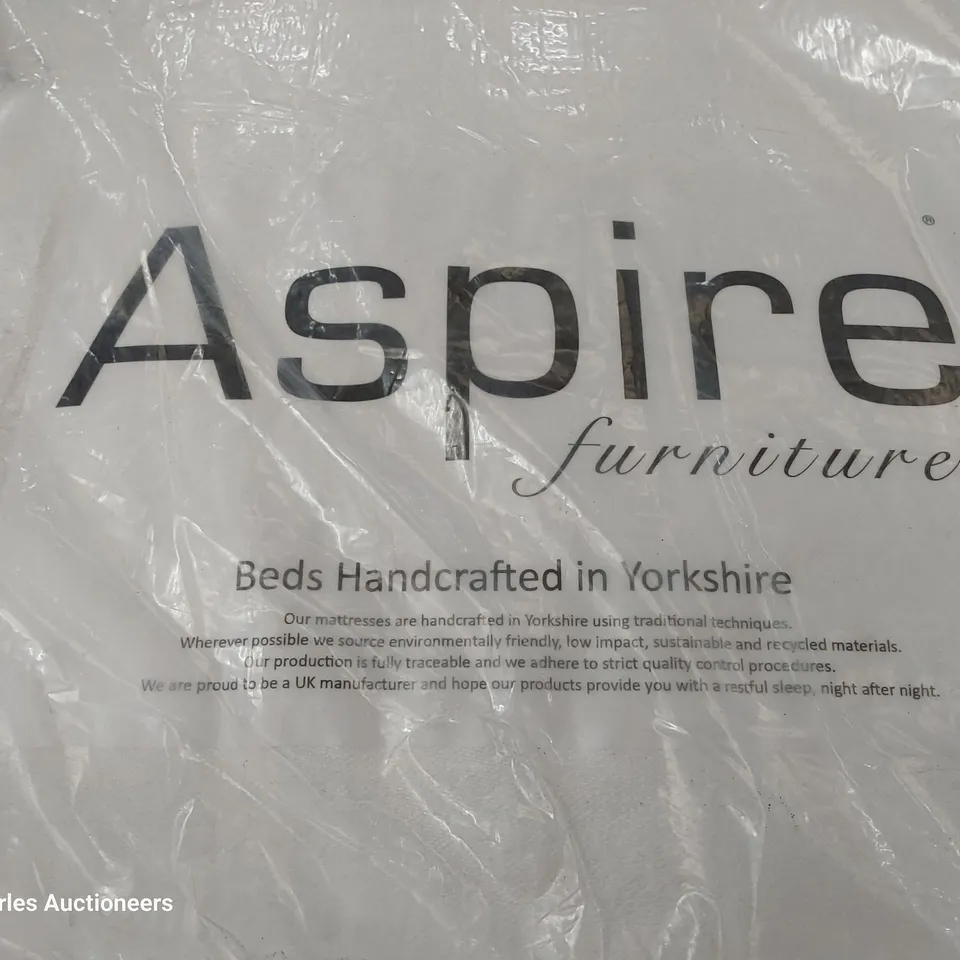 Aspire®
furniture
Beds Handcrafted in Yorkshire
Our mattresses are handcrafted in Yorkshire using traditional techniques.
Wherever possible we source environmentally friendly, low impact, sustainable and recycled materials.
Our production is fully traceable and we adhere to strict quality control procedures.
We are proud to be a UK manufacturer and hope our products provide you with a restful sleep, night after night.
rles Auctioneers